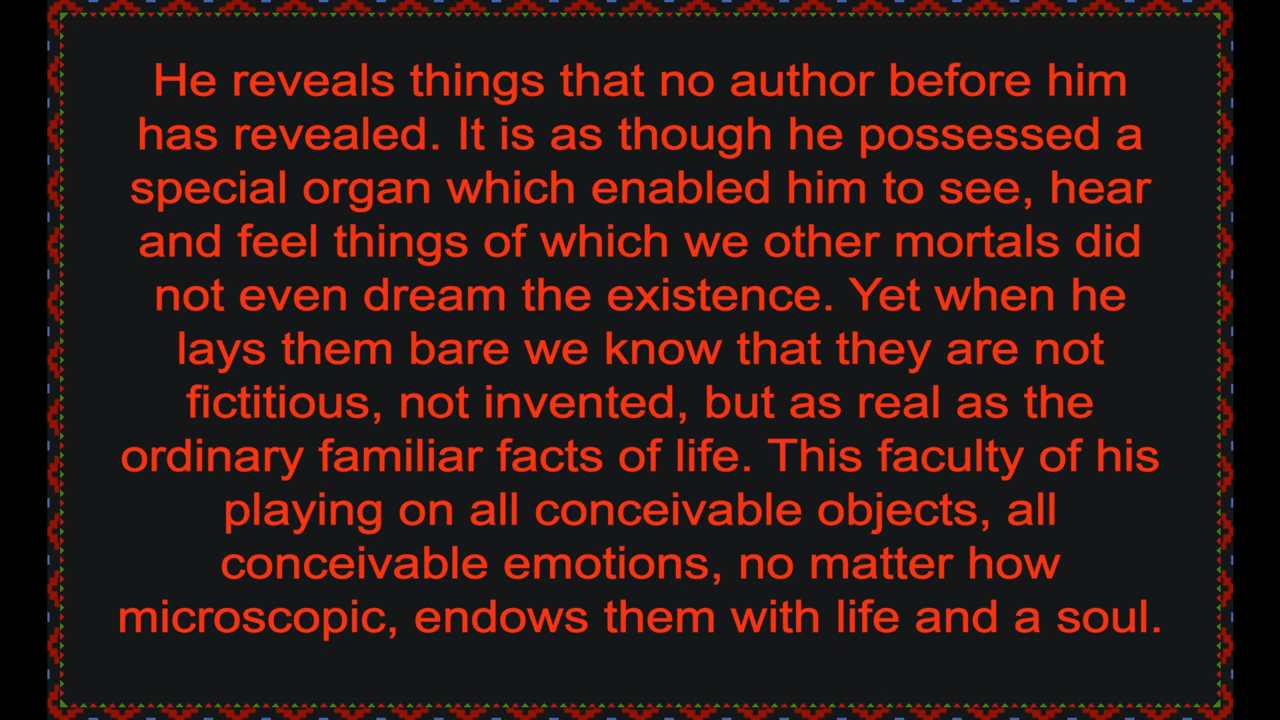 He reveals things that no author before him
has revealed. It is as though he possessed a
special organ which enabled him to see, hear
and feel things of which we other mortals did
not even dream the existence. Yet when he
lays them bare we know that they are not
fictitious, not invented, but as real as the
ordinary familiar facts of life. This faculty of his
playing on all conceivable objects, all
conceivable emotions, no matter how
microscopic, endows them with life and a soul.